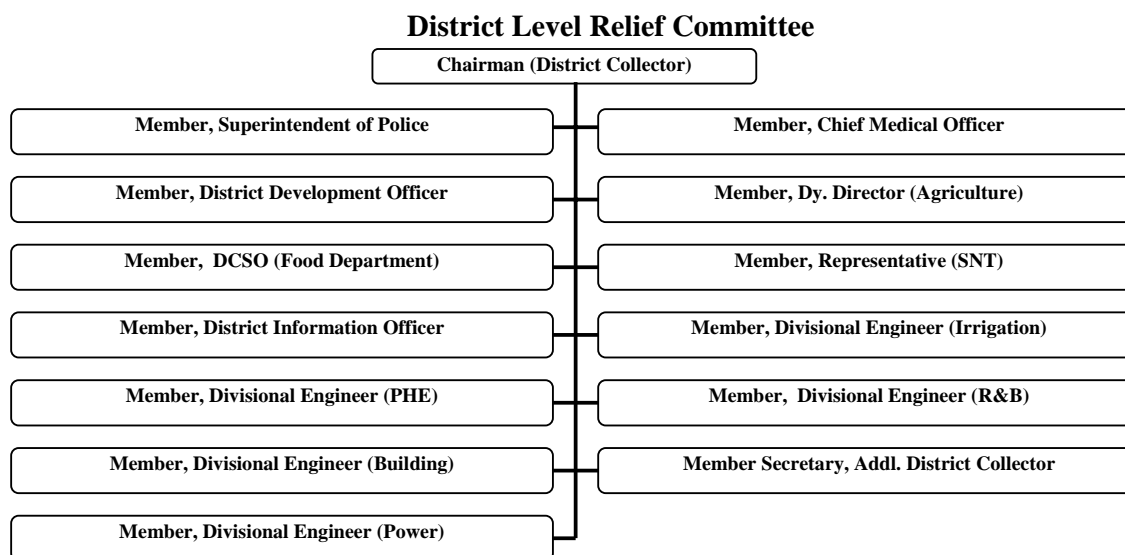 District Level Relief Committee
Chairman (District Collector)
Member, Superintendent of Police
Member, Chief Medical Officer
Member, District Development Officer
Member, Dy. Director (Agriculture)
Member, DCSO (Food Department)
Member, Representative (SNT)
Member, District Information Officer
Member, Divisional Engineer (Irrigation)
Member, Divisional Engineer (PHE)
Member, Divisional Engineer (R&B)
Member, Divisional Engineer (Building)
Member Secretary, Addl. District Collector
Member, Divisional Engineer (Power)